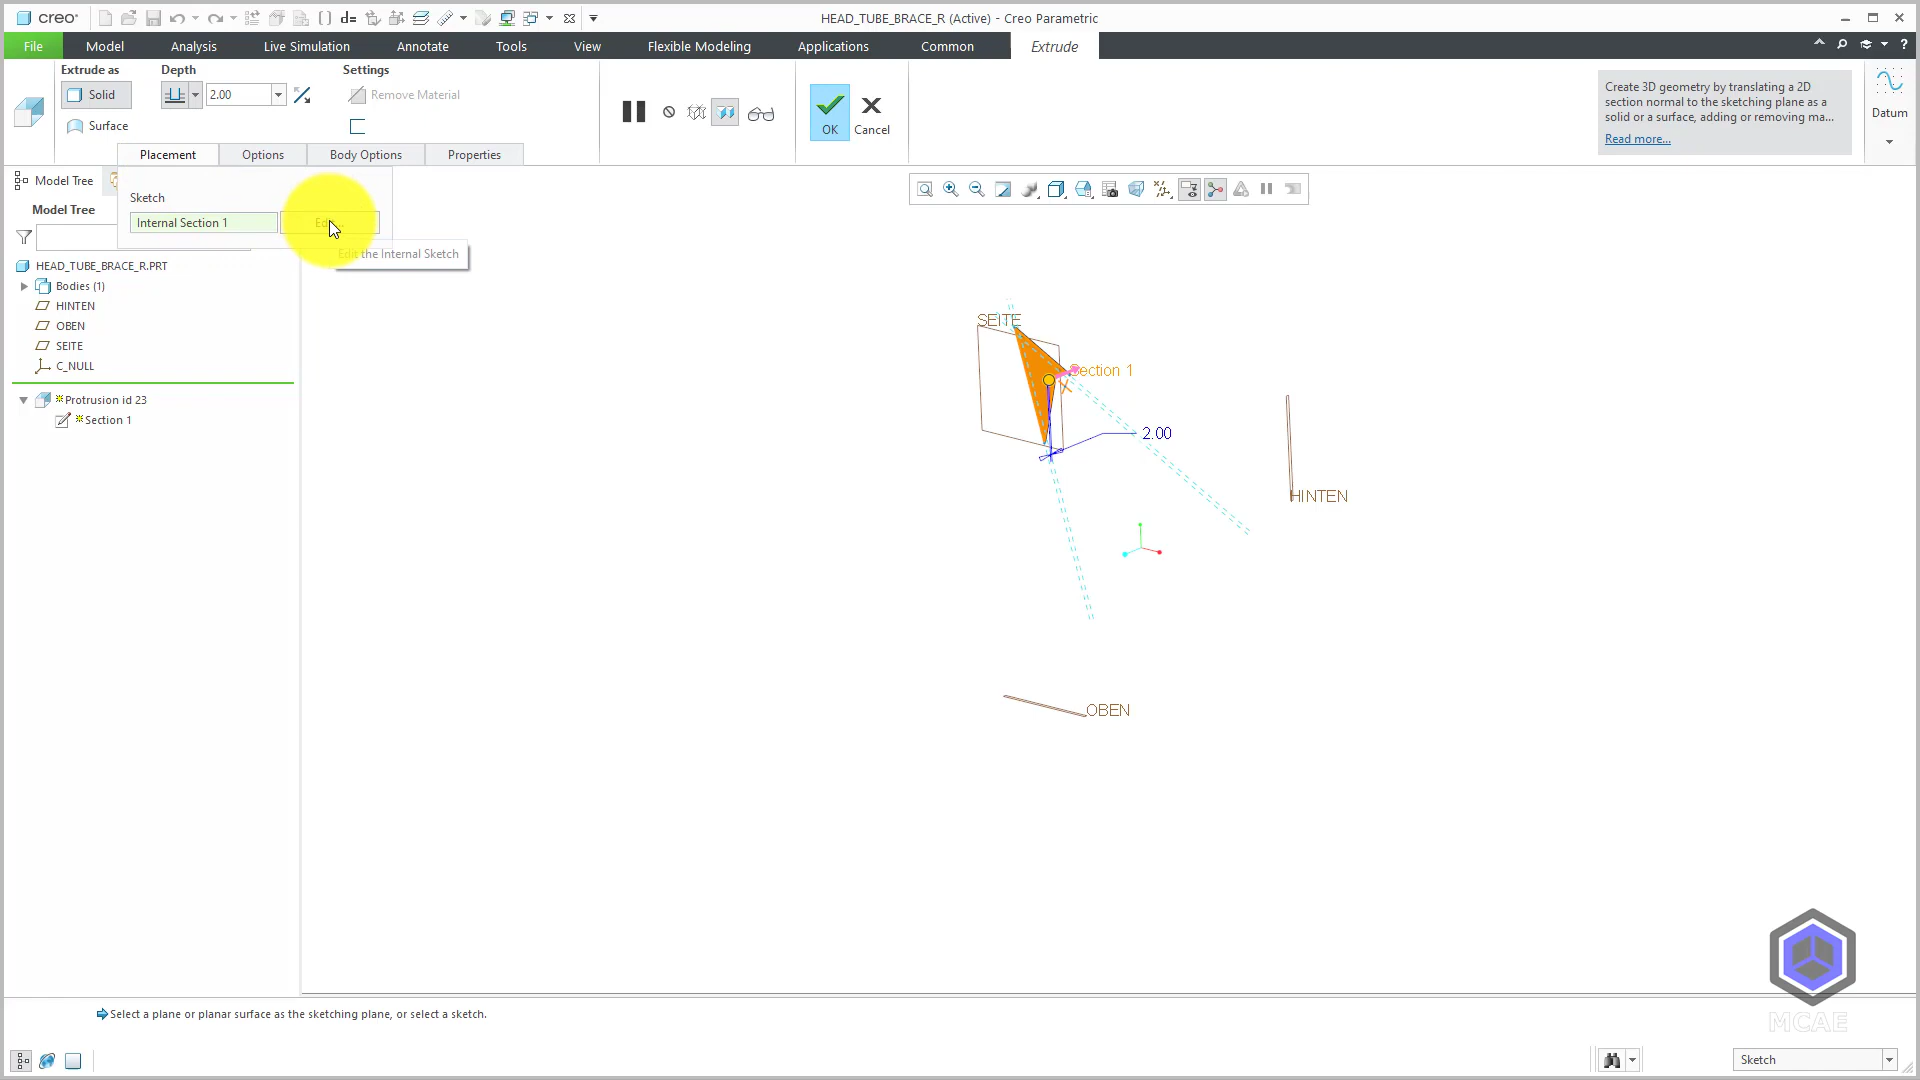 creo
HEAD_TUBE_BRACE_R (Active) - Creo Parametric
File
Model
Analysis
Live Simulation
Annotate
Tools
View
Flexible Modeling
Applications
Common
Extrude
Extrude as
Depth
Settings
Solid
2.00
Remove Material
Surface
OK
Cancel
Create 3D geometry by translating a 2D
section normal to the sketching plane as a
solid or a surface, adding or removing ma...
Read more...
Datum
Placement
Options
Body Options
Properties
Model Tree
Sketch
Internal Section 1
Model Tree
Edit the Internal Sketch
HEAD_TUBE_BRACE_R.PRT
Bodies (1)
HINTEN
OBEN
SEITE
C_NULL
Protrusion id 23
Section 1
SEITE
Section 1
2.00
HINTEN
OBEN
Select a plane or planar surface as the sketching plane, or select a sketch.
MCAE
Sketch